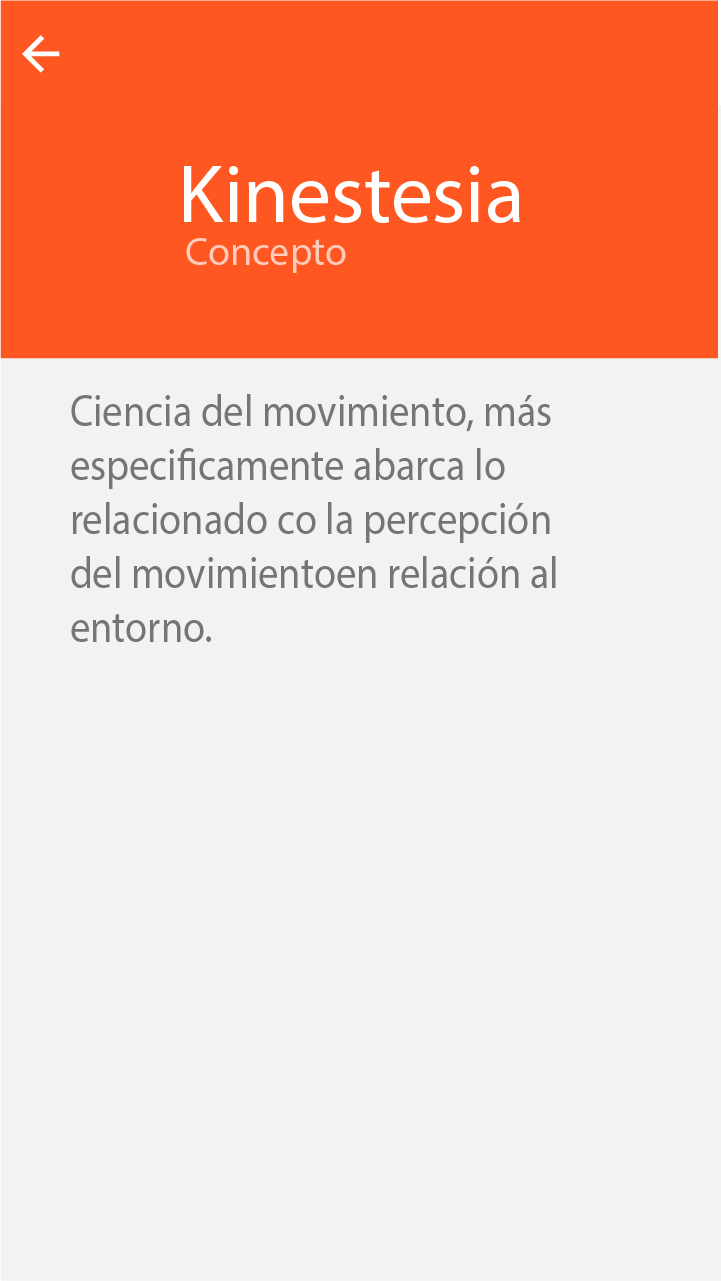 Kinestesia
Concepto
Ciencia del movimiento, más
especificamente abarca lo
relacionado co la percepción
del movimientoen relación al
entorno.